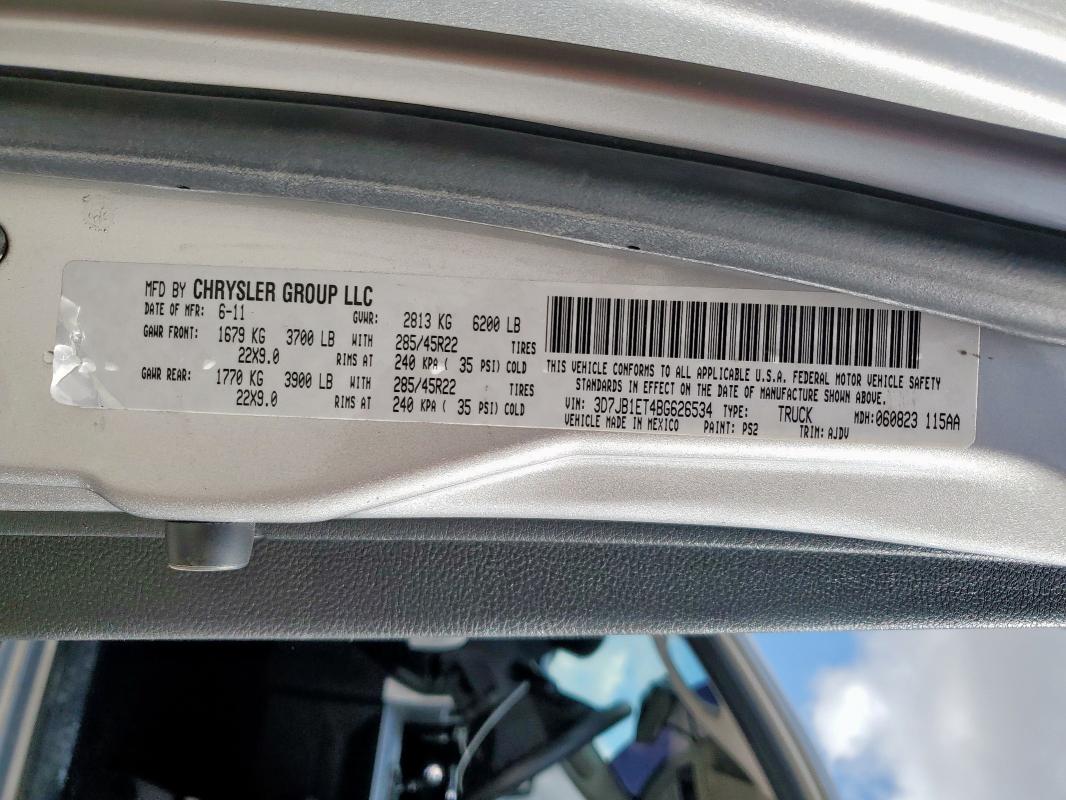 MFD BY CHRYSLER GROUP LLC
DATE OF MFR: 6-11 GVWR: 2813 KG 6200 LB
GAWR FRONT: 1679 KG 3700 LB WITH 285/45R22 TIRES
22X9.0 RIMS AT 240 KPA ( 35 PSI) COLD
GAWR REAR: 1770 KG 3900 LB WITH 285/45R22 TIRES
22X9.0 RIMS AT 240 KPA ( 35 PSI) COLD
THIS VEHICLE CONFORMS TO ALL APPLICABLE U.S.A. FEDERAL MOTOR VEHICLE SAFETY
STANDARDS IN EFFECT ON THE DATE OF MANUFACTURE SHOWN ABOVE.
VIN: 3D7JB1ET4BG626534 TYPE: TRUCK MDH: 060823 115AA
VEHICLE MADE IN MEXICO PAINT: PS2 TRIM: AJDV